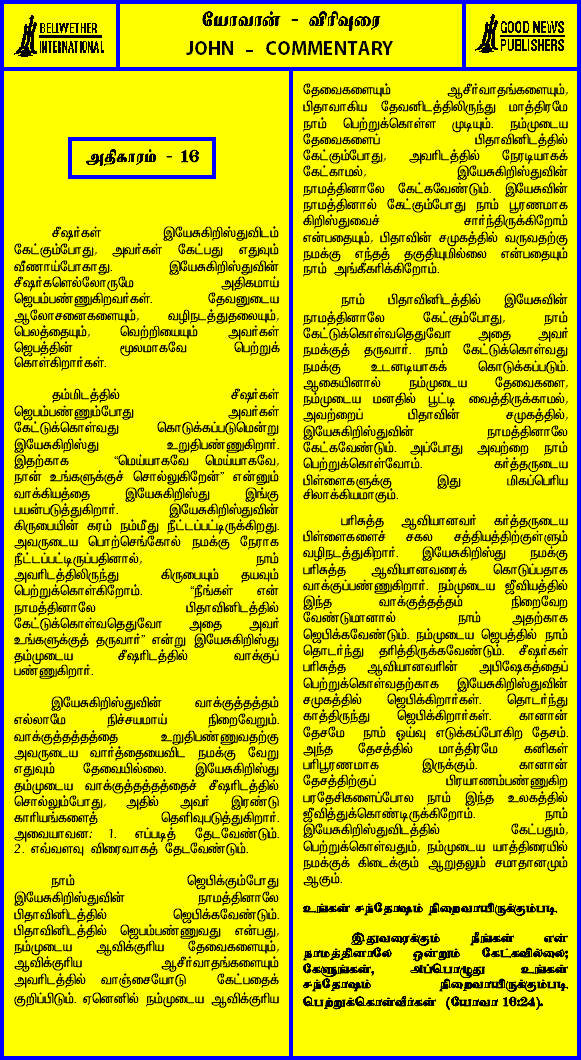 BELWETHER
INTERNATIONAL
யோவான் - விரிவுரை
JOHN - COMMENTARY
GOOD NEWS
PUBLISHERS
அதிகாரம் - 16
சீஷர்கள் இயேசுகிறிஸ்துவிடம்
கேட்கும்போது, அவர்கள் கேட்பது எதுவும்
வீணாய்போகாது. இயேசுகிறிஸ்துவின்
சீஷர்களெல்லோருமே அதிகமாய்
ஜெபம்பண்ணுகிறவர்கள். தேவனுடைய
ஆலோசனைகளையும், வழிநடத்துதலையும்,
பெலத்தையும், வெற்றியையும் அவர்கள்
ஜெபத்தின் மூலமாகவே பெற்றுக்
கொள்கிறார்கள்.
தம்மிடத்தில் சீஷர்கள்
ஜெபம்பண்ணும்போது அவர்கள்
கேட்டுக்கொள்வது கொடுக்கப்படுமென்று
இயேசுகிறிஸ்து உறுதிபண்ணுகிறார்.
இதற்காக “மெய்யாகவே மெய்யாகவே,
நான் உங்களுக்குச் சொல்லுகிறேன்” என்னும்
வாக்கியத்தை இயேசுகிறிஸ்து இங்கு
பயன்படுத்துகிறார். இயேசுகிறிஸ்துவின்
கிருபையின் கரம் நம்மீது நீட்டப்பட்டிருக்கிறது.
அவருடைய பொற்செங்கோல் நமக்கு நேராக
நீட்டப்பட்டிருப்பதினால், நாம்
அவரிடத்திலிருந்து கிருபையும் தயவும்
பெற்றுக்கொள்கிறோம். “நீங்கள் என்
நாமத்தினாலே பிதாவினிடத்தில்
கேட்டுக்கொள்வதெதுவோ அதை அவர்
உங்களுக்குத் தருவார்” என்று இயேசுகிறிஸ்து
தம்முடைய சீஷரிடத்தில் வாக்குப்
பண்ணுகிறார்.
இயேசுகிறிஸ்துவின் வாக்குத்தத்தம்
எல்லாமே நிச்சயமாய் நிறைவேறும்.
வாக்குத்தத்தத்தை உறுதிபண்ணுவதற்கு
அவருடைய வார்த்தையைவிட நமக்கு வேறு
எதுவும் தேவையில்லை. இயேசுகிறிஸ்து
தம்முடைய வாக்குத்தத்தத்தைச் சீஷரிடத்தில்
சொல்லும்போது, அதில் அவர் இரண்டு
காரியங்களைத் தெளிவுபடுத்துகிறார்.
அவையாவன: 1. எப்படித் தேடவேண்டும்.
2. எவ்வளவு விரைவாகத் தேடவேண்டும்.
நாம் ஜெபிக்கும்போது
இயேசுகிறிஸ்துவின் நாமத்தினாலே
பிதாவினிடத்தில் ஜெபிக்கவேண்டும்.
பிதாவினிடத்தில் ஜெபம்பண்ணுவது என்பது,
நம்முடைய ஆவிக்குரிய தேவைகளையும்,
ஆவிக்குரிய ஆசீர்வாதங்களையும்
அவரிடத்தில் வாஞ்சையோடு கேட்பதைக்
குறிப்பிடும். ஏனெனில் நம்முடைய ஆவிக்குரிய
தேவைகளையும் ஆசீர்வாதங்களையும்,
பிதாவாகிய தேவனிடத்திலிருந்து மாத்திரமே
நாம் பெற்றுக்கொள்ள முடியும். நம்முடைய
தேவைகளைப் பிதாவினிடத்தில்
கேட்கும்போது, அவரிடத்தில் நேரடியாகக்
கேட்காமல், இயேசுகிறிஸ்துவின்
நாமத்தினாலே கேட்கவேண்டும். இயேசுவின்
நாமத்தினால் கேட்கும்போது நாம் பூரணமாக
கிறிஸ்துவைச் சார்ந்திருக்கிறோம்
என்பதையும், பிதாவின் சமுகத்தில் வருவதற்கு
நமக்கு எந்தத் தகுதியுமில்லை என்பதையும்
நாம் அங்கீகரிக்கிறோம்.
நாம் பிதாவினிடத்தில் இயேசுவின்
நாமத்தினாலே கேட்கும்போது, நாம்
கேட்டுக்கொள்வதெதுவோ அதை அவர்
நமக்குத் தருவார். நாம் கேட்டுக்கொள்வது
நமக்கு உடனடியாகக் கொடுக்கப்படும்.
ஆகையினால் நம்முடைய தேவைகளை,
நம்முடைய மனதில் பூட்டி வைத்திருக்காமல்,
அவற்றைப் பிதாவின் சமுகத்தில்,
இயேசுகிறிஸ்துவின் நாமத்தினாலே
கேட்கவேண்டும். அப்போது அவற்றை நாம்
பெற்றுக்கொள்வோம். கர்த்தருடைய
பிள்ளைகளுக்கு இது மிகப்பெரிய
சிலாக்கியமாகும்.
பரிசுத்த ஆவியானவர் கர்த்தருடைய
பிள்ளைகளைச் சகல சத்தியத்திற்குள்ளும்
வழிநடத்துகிறார். இயேசுகிறிஸ்து நமக்கு
பரிசுத்த ஆவியானவரைக் கொடுப்பதாக
வாக்குப்பண்ணுகிறார். நம்முடைய ஜீவியத்தில்
இந்த வாக்குத்தத்தம் நிறைவேற
வேண்டுமானால் நாம் அதற்காக
ஜெபிக்கவேண்டும். நம்முடைய ஜெபத்தில் நாம்
தொடர்ந்து தரித்திருக்கவேண்டும். சீஷர்கள்
பரிசுத்த ஆவியானவரின் அபிஷேகத்தைப்
பெற்றுக்கொள்வதற்காக இயேசுகிறிஸ்துவின்
சமுகத்தில் ஜெபிக்கிறார்கள். தொடர்ந்து
காத்திருந்து ஜெபிக்கிறார்கள். கானான்
தேசமே நாம் ஓய்வு எடுக்கப்போகிற தேசம்.
அந்த தேசத்தில் மாத்திரமே கனிகள்
பரிபூரணமாக இருக்கும். கானான்
தேசத்திற்குப் பிரயாணம்பண்ணுகிற
பரதேசிகளைப்போல நாம் இந்த உலகத்தில்
ஜீவித்துக்கொண்டிருக்கிறோம். நாம்
இயேசுகிறிஸ்துவிடத்தில் கேட்பதும்,
பெற்றுக்கொள்வதும், நம்முடைய யாத்திரையில்
நமக்குக் கிடைக்கும் ஆறுதலும் சமாதானமும்
ஆகும்.
உங்கள் சந்தோஷம் நிறைவாயிருக்கும்படி.
இதுவரைக்கும் நீங்கள் என்
நாமத்தினாலே ஒன்றும் கேட்கவில்லை;
கேளுங்கள், அப்பொழுது உங்கள்
சந்தோஷம் நிறைவாயிருக்கும்படி
பெற்றுக்கொள்வீர்கள் (யோவா 16:24).